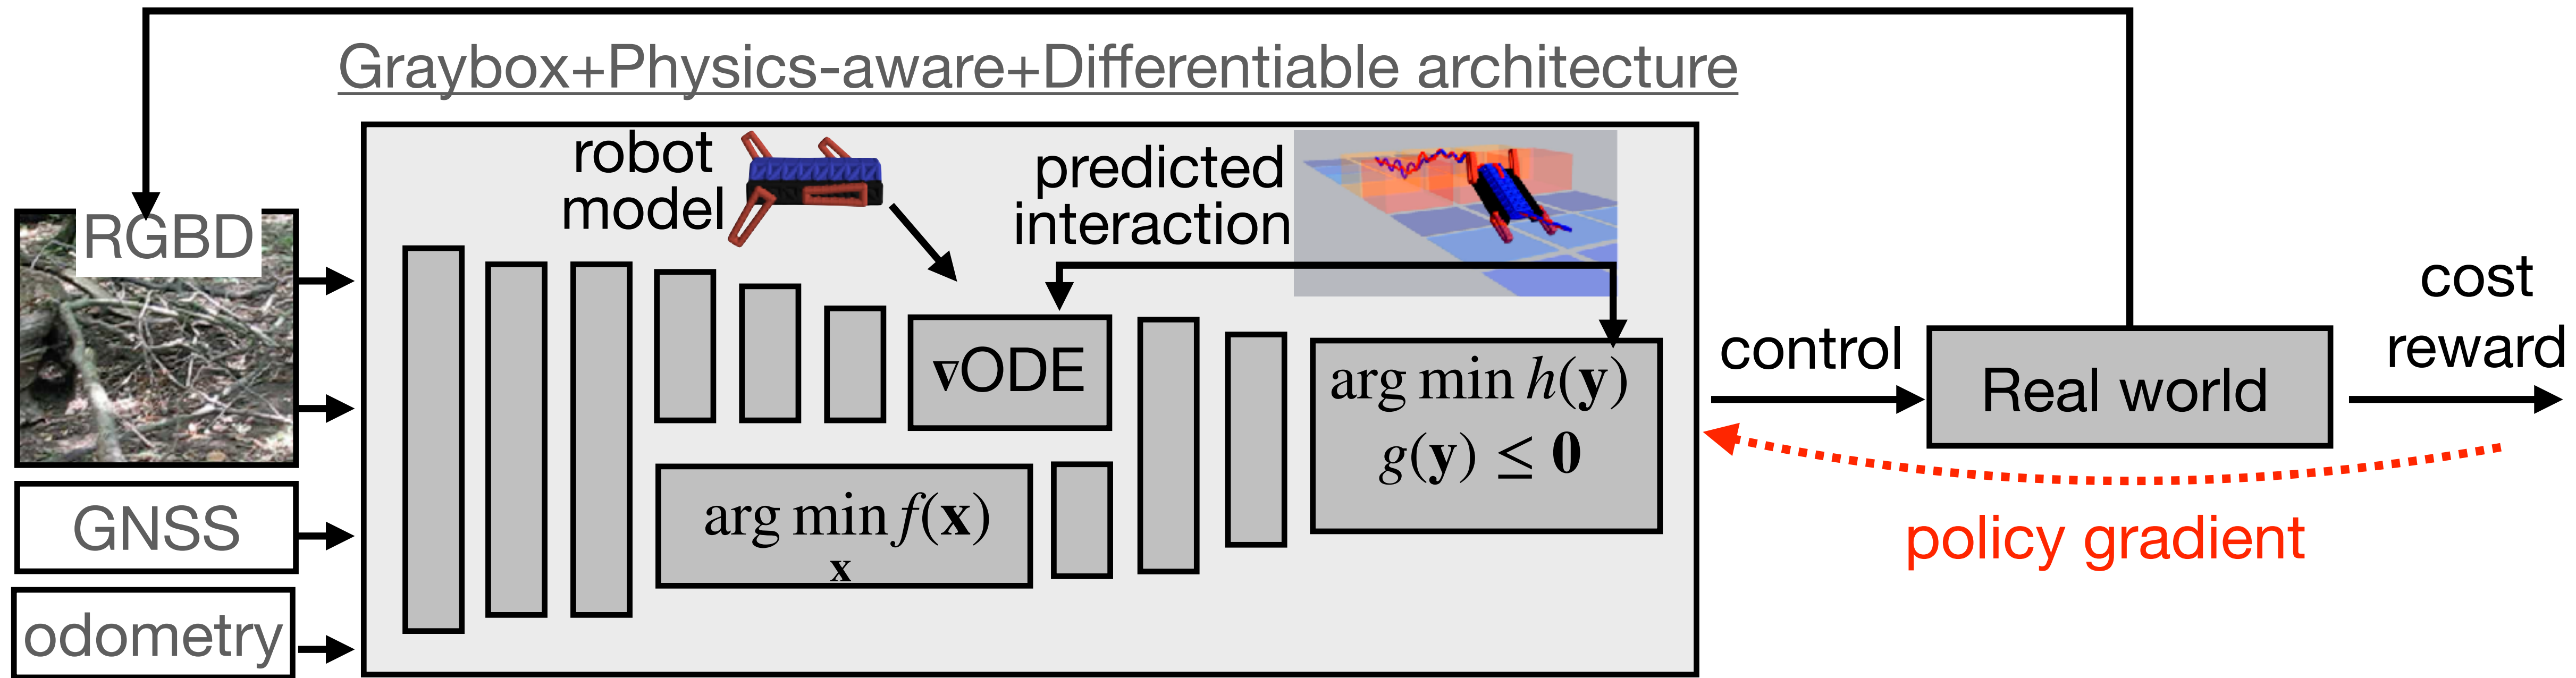 Graybox+Physics-aware+Differentiable architecture
robot
model
predicted
interaction
RGBD
GNSS
odometry
∇ODE
arg min f(x)
x
arg min h(y)
g(y) ≤ 0
control
Real world
cost
reward
policy gradient